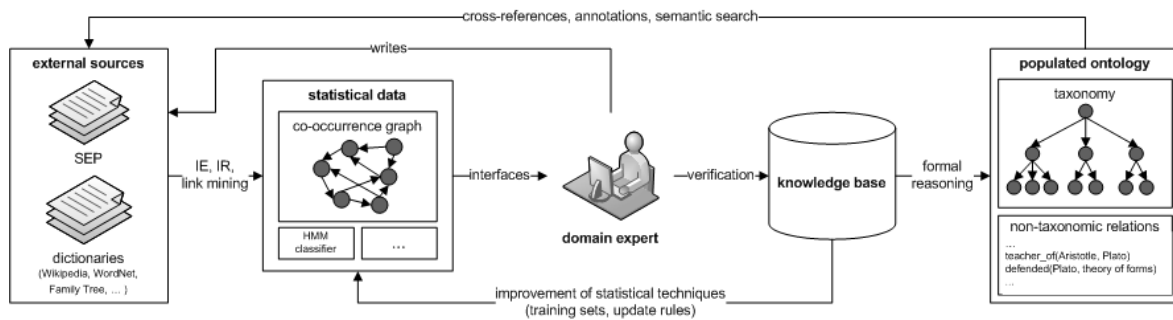 cross-references, annotations, semantic search
writes
external sources
SEP
dictionaries
(Wikipedia, WordNet,
Family Tree, ... )
IE, IR,
link mining
statistical data
co-occurrence graph
HMM
classifier
...
interfaces
domain expert
verification
knowledge base
formal
reasoning
populated ontology
taxonomy
non-taxonomic relations
...
teacher_of(Aristotle, Plato)
defended(Plato, theory of forms)
...
improvement of statistical techniques
(training sets, update rules)